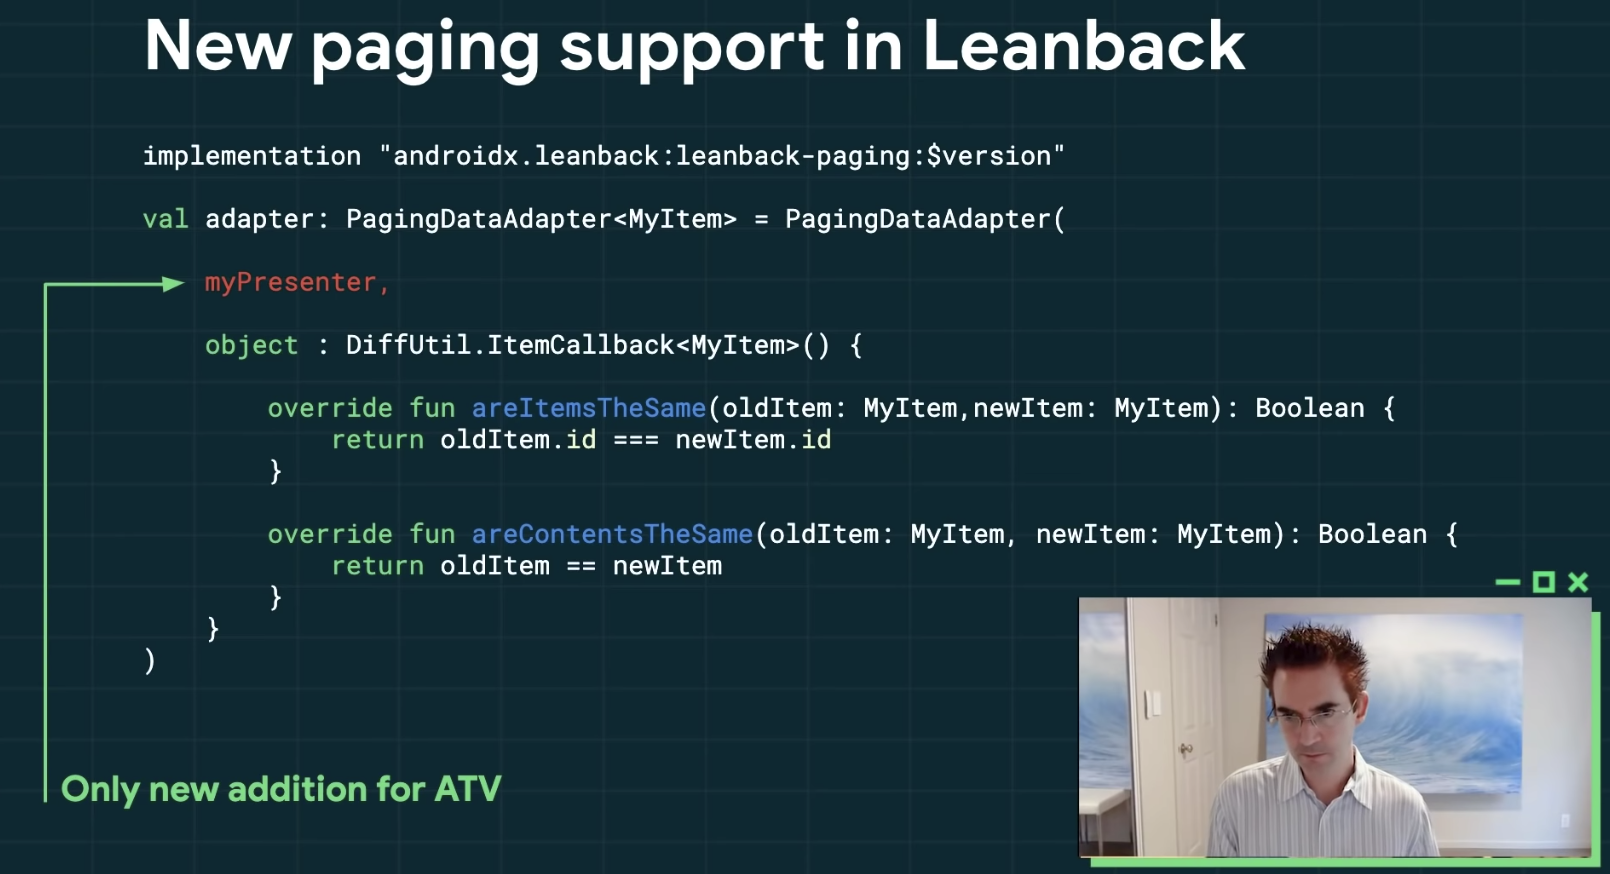 New paging support in Leanback
implementation "androidx.leanback:leanback-paging:$version"
val adapter: PagingDataAdapter<MyItem> = PagingDataAdapter(
myPresenter,
object : DiffUtil.ItemCallback<MyItem>() {
override fun areItemsTheSame(oldItem: MyItem,newItem: MyItem): Boolean {
return oldItem.id === newItem.id
}
override fun areContentsTheSame(oldItem: MyItem, newItem: MyItem): Boolean {
return oldItem == newItem
}
}
)
Only new addition for ATV